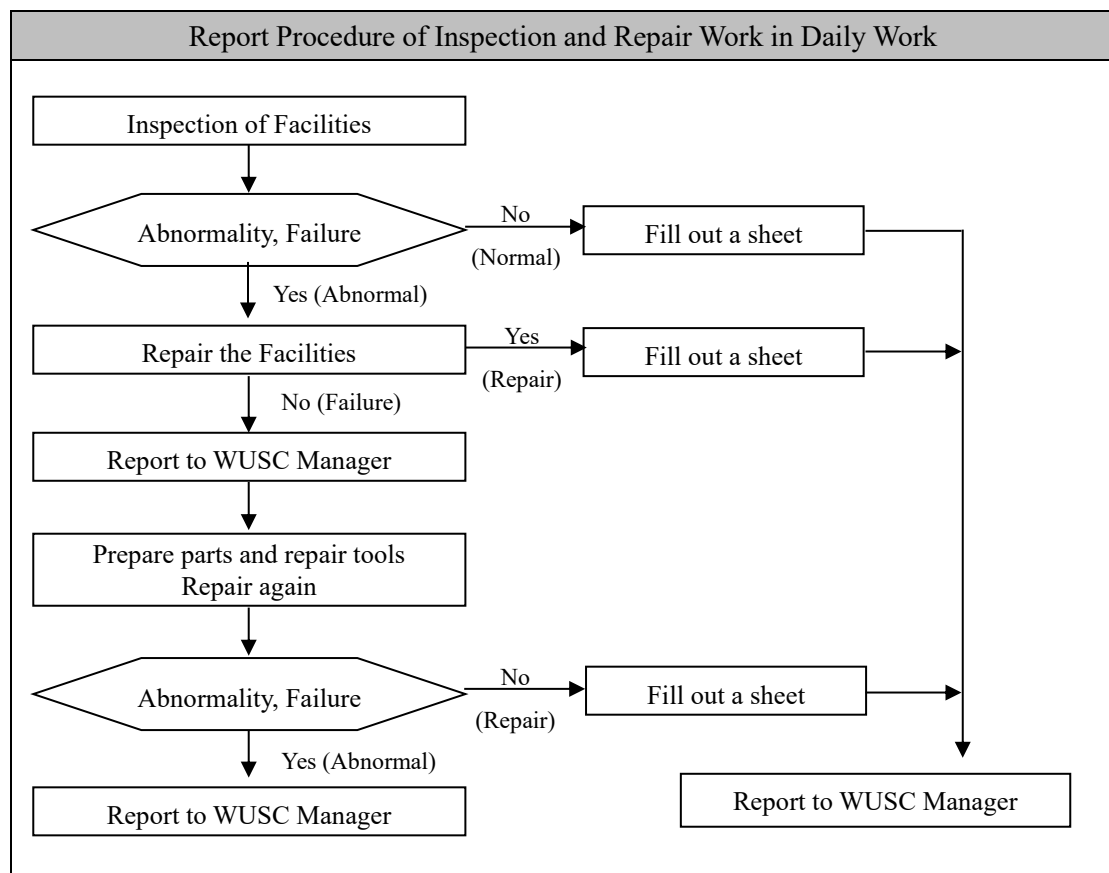 Report Procedure of Inspection and Repair Work in Daily Work
Inspection of Facilities
Abnormality, Failure
No
(Normal)
Fill out a sheet
Yes (Abnormal)
Repair the Facilities
Yes
(Repair)
Fill out a sheet
No (Failure)
Report to WUSC Manager
Prepare parts and repair tools
Repair again
Abnormality, Failure
No
(Repair)
Fill out a sheet
Yes (Abnormal)
Report to WUSC Manager
Report to WUSC Manager